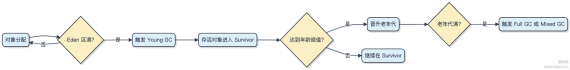 对象分配
Eden 区满?
否
是
触发 Young GC
存活对象进入 Survivor
达到年龄阈值?
是
晋升老年代
否
继续在 Survivor
老年代满?
是
触发 Full GC 或 Mixed GC